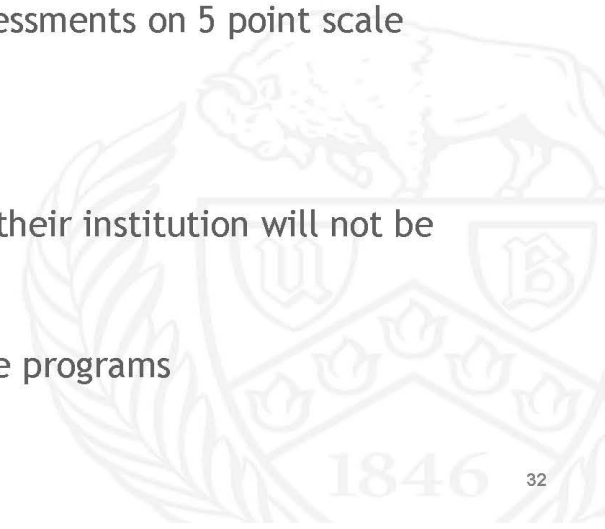 essments on 5 point scale
their institution will not be
e programs
U B
1846
32